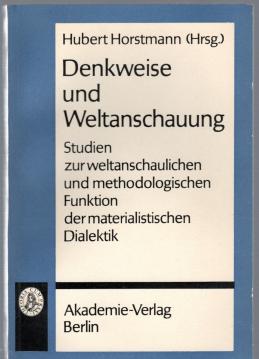 Hubert Horstmann (Hrsg.)
Denkweise
und
Weltanschauung
Studien
zur weltanschaulichen
und methodologischen
Funktion
der materialistischen
Dialektik
Akademie-Verlag
Berlin